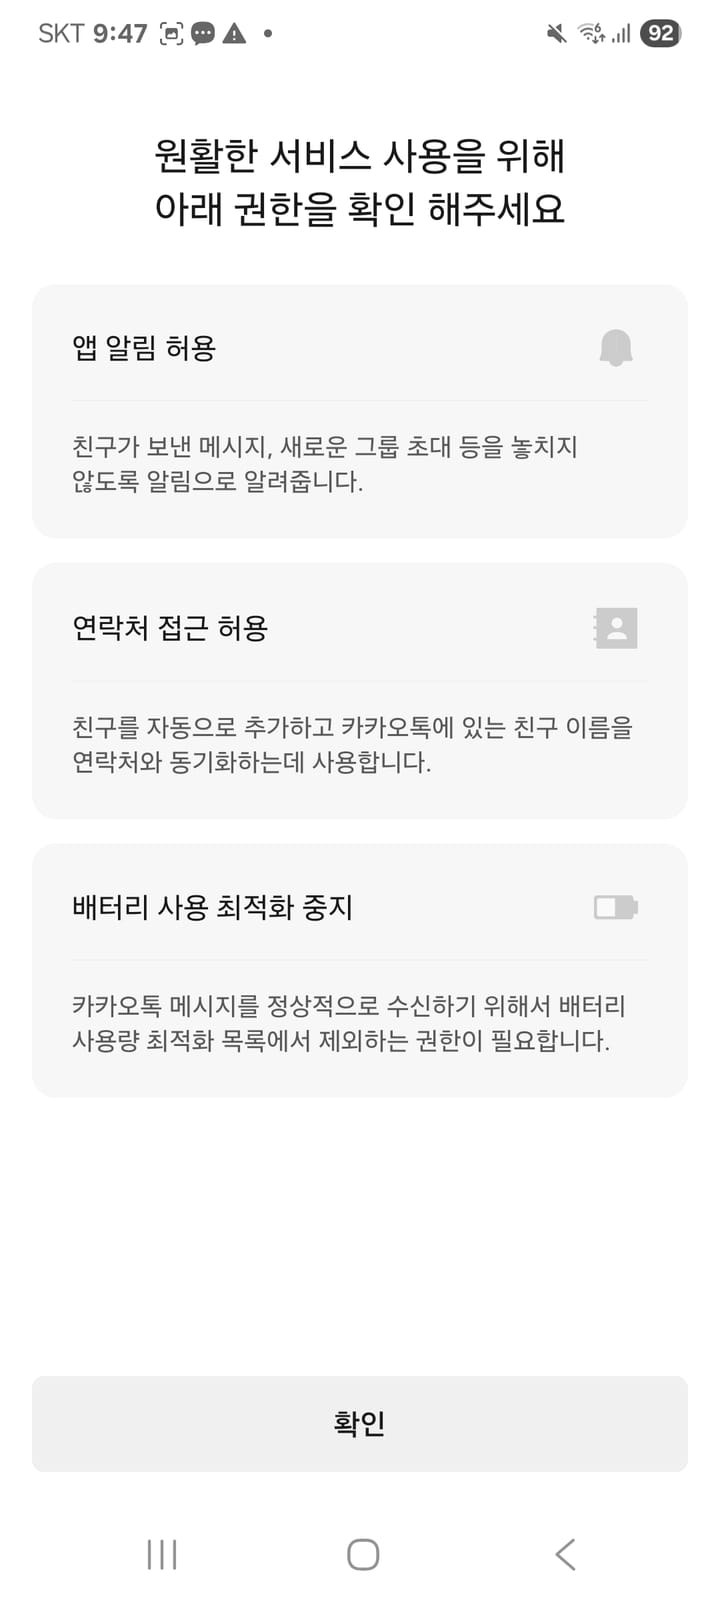 SKT 9:47
92
원활한 서비스 사용을 위해
아래 권한을 확인 해주세요
앱 알림 허용
친구가 보낸 메시지, 새로운 그룹 초대 등을 놓치지
않도록 알림으로 알려줍니다.
연락처 접근 허용
친구를 자동으로 추가하고 카카오톡에 있는 친구 이름을
연락처와 동기화하는데 사용합니다.
배터리 사용 최적화 중지
카카오톡 메시지를 정상적으로 수신하기 위해서 배터리
사용량 최적화 목록에서 제외하는 권한이 필요합니다.
확인